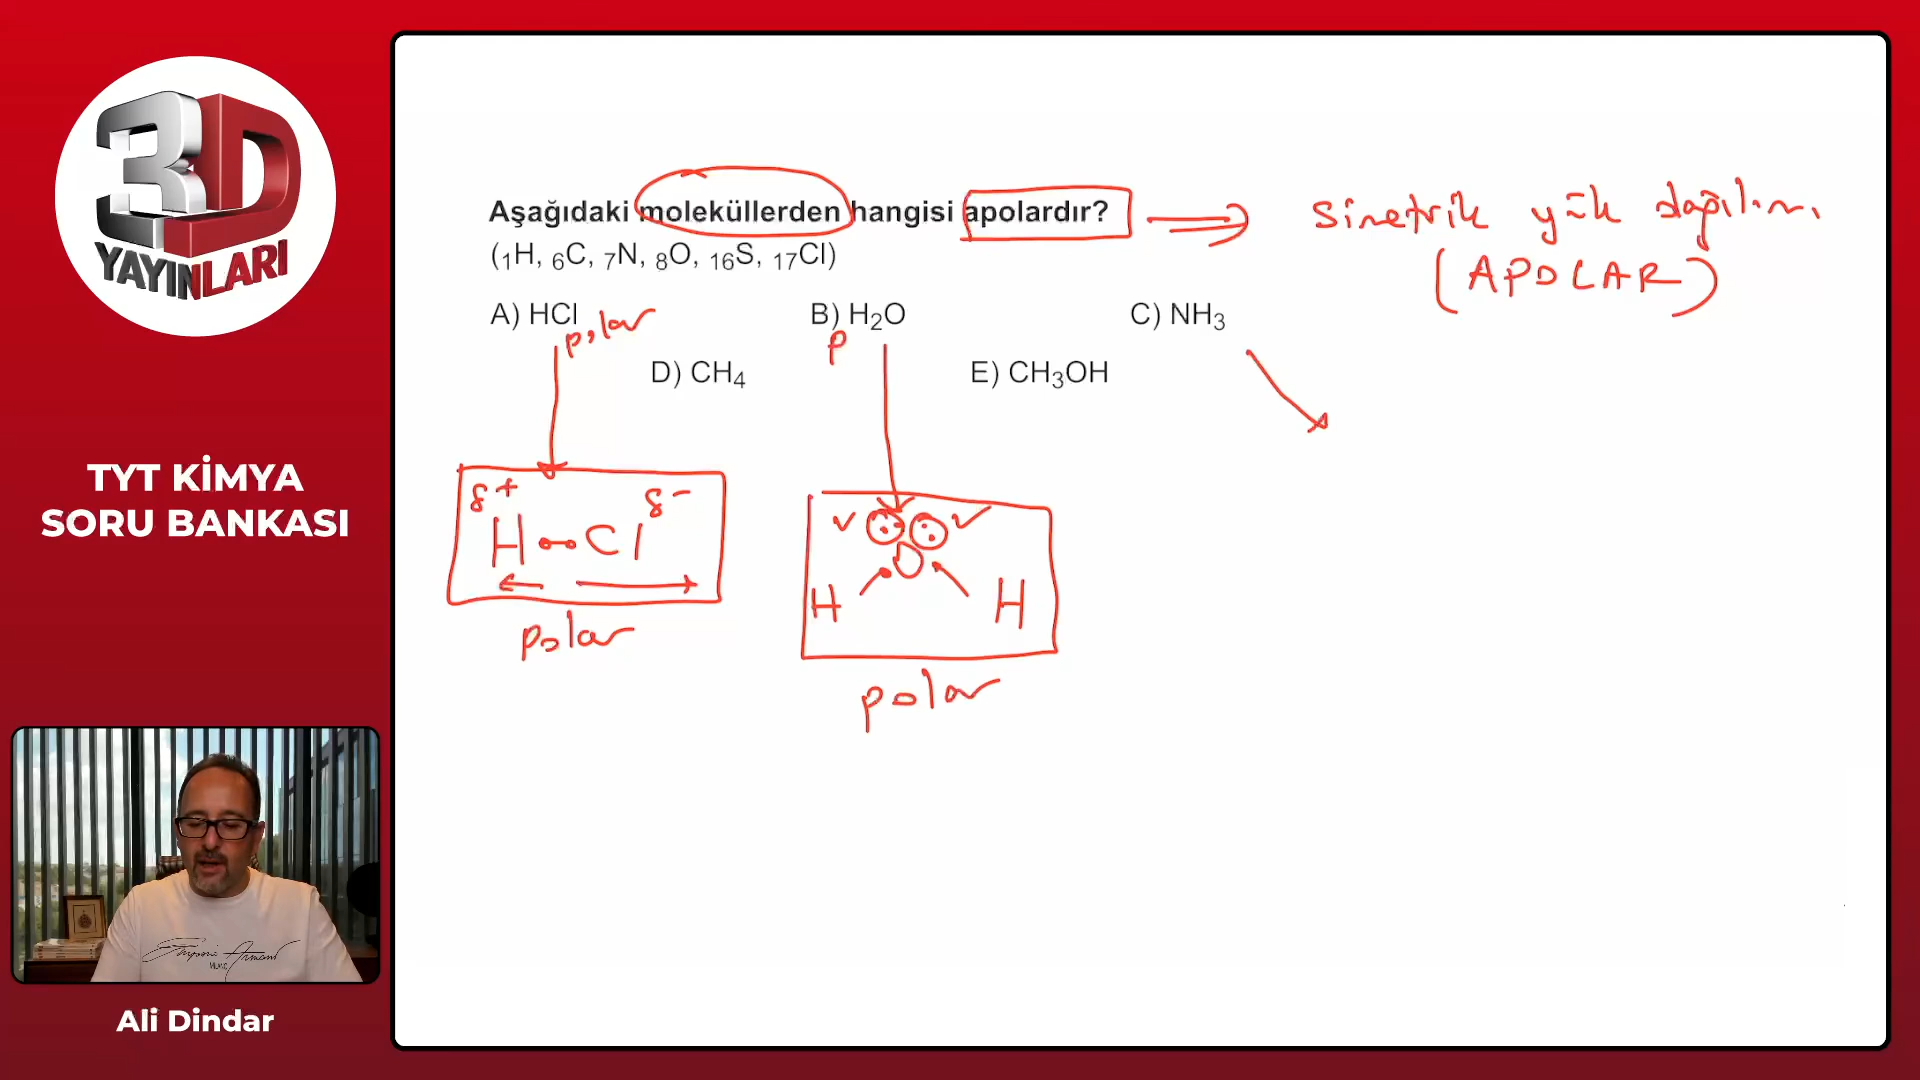 3D
YAYINLARI
TYT KİMYA
SORU BANKASI
Ali Dindar
Aşağıdaki moleküllerden hangisi apolardır?
(₁H, ₆C, ₇N, ₈O, ₁₆S, ₁₇Cl)
A) HCl
B) H₂O
C) NH₃
D) CH₄
E) CH₃OH
simetrik yük dağılımı
(APOLAR)
polar
p
δ+ δ-
H Cl
polar
O
H H
polar